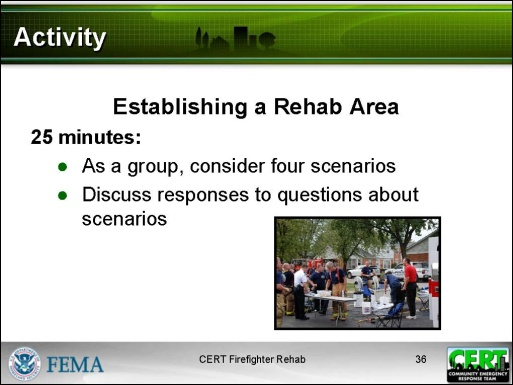 Activity
Establishing a Rehab Area
25 minutes:
● As a group, consider four scenarios
● Discuss responses to questions about
scenarios
FEMA
CERT Firefighter Rehab
36
CERT
COMMUNITY EMERGENCY
RESPONSE TEAM